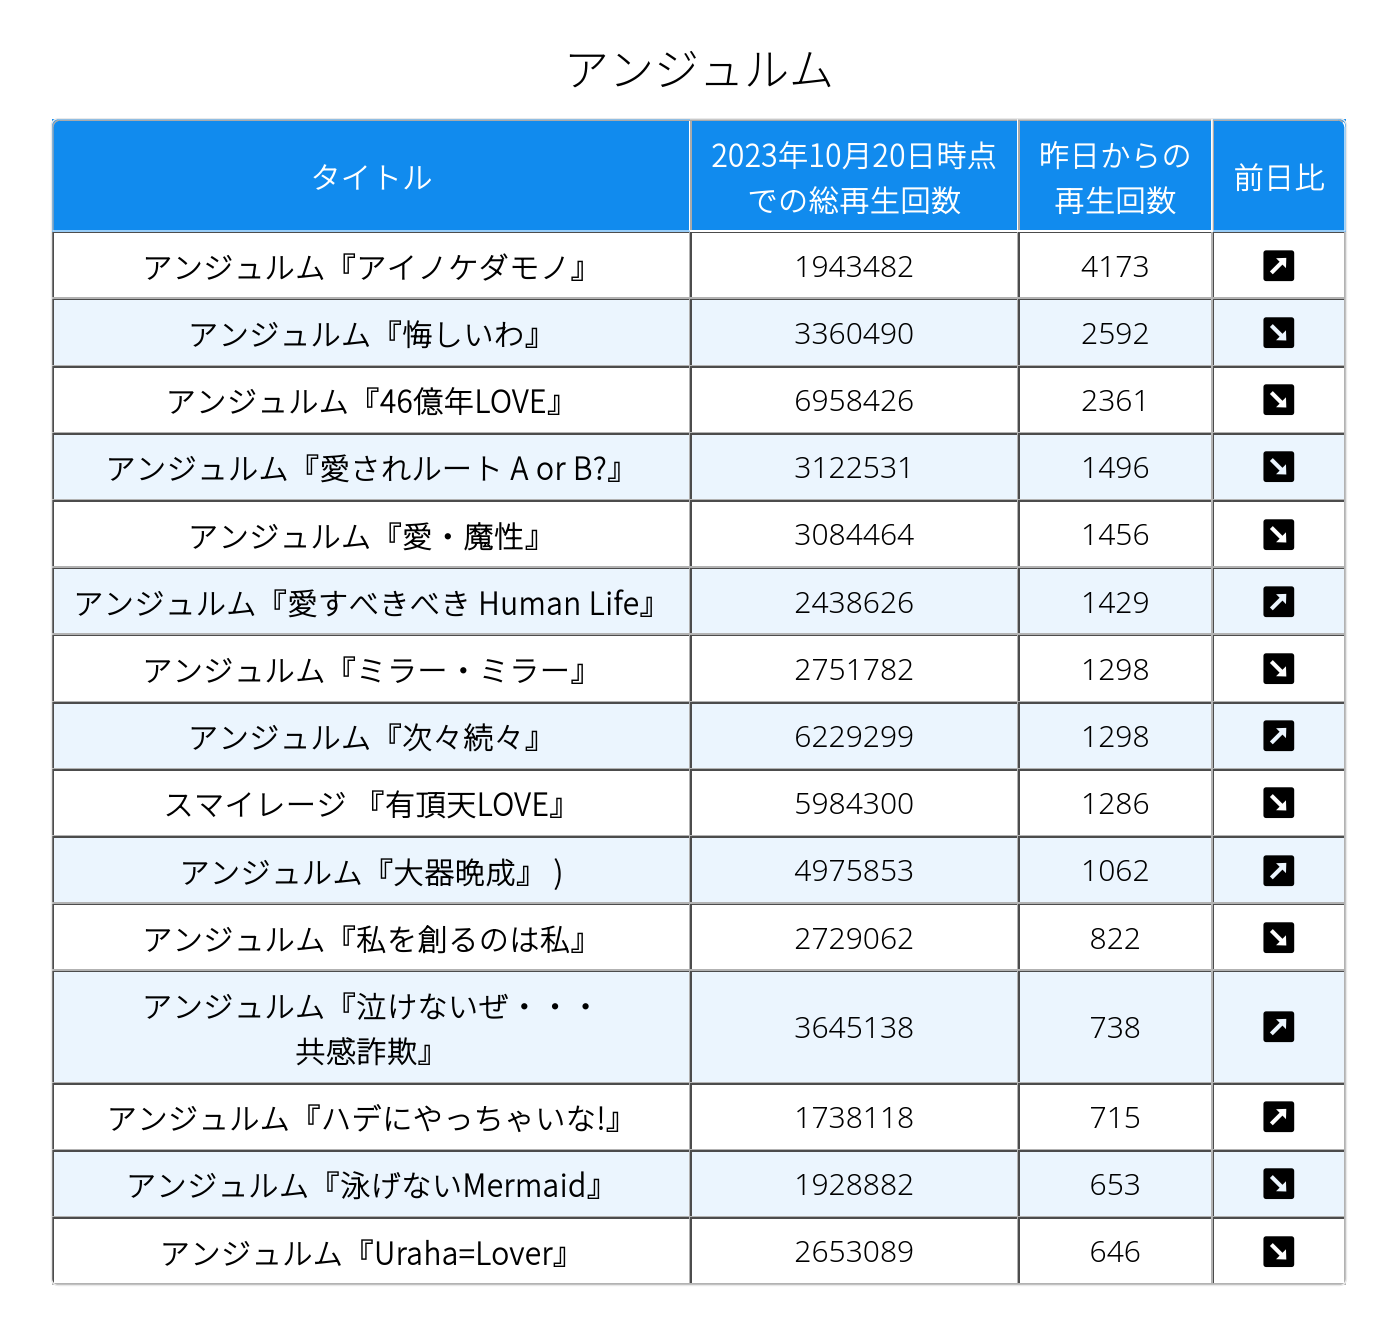 アンジュルム
タイトル
2023年10月20日時点
での総再生回数
昨日からの
再生回数
前日比
アンジュルム『アイノケダモノ』 1943482 4173 ↗
アンジュルム『悔しいわ』 3360490 2592 ↘
アンジュルム『46億年LOVE』 6958426 2361 ↘
アンジュルム『愛されルート A or B?』 3122531 1496 ↘
アンジュルム『愛・魔性』 3084464 1456 ↘
アンジュルム『愛すべきべき Human Life』 2438626 1429 ↗
アンジュルム『ミラー・ミラー』 2751782 1298 ↘
アンジュルム『次々続々』 6229299 1298 ↗
スマイレージ 『有頂天LOVE』 5984300 1286 ↘
アンジュルム『大器晩成』 ) 4975853 1062 ↗
アンジュルム『私を創るのは私』 2729062 822 ↘
アンジュルム『泣けないぜ・・・
共感詐欺』 3645138 738 ↗
アンジュルム『ハデにやっちゃいな!』 1738118 715 ↗
アンジュルム『泳げないMermaid』 1928882 653 ↘
アンジュルム『Uraha=Lover』 2653089 646 ↘